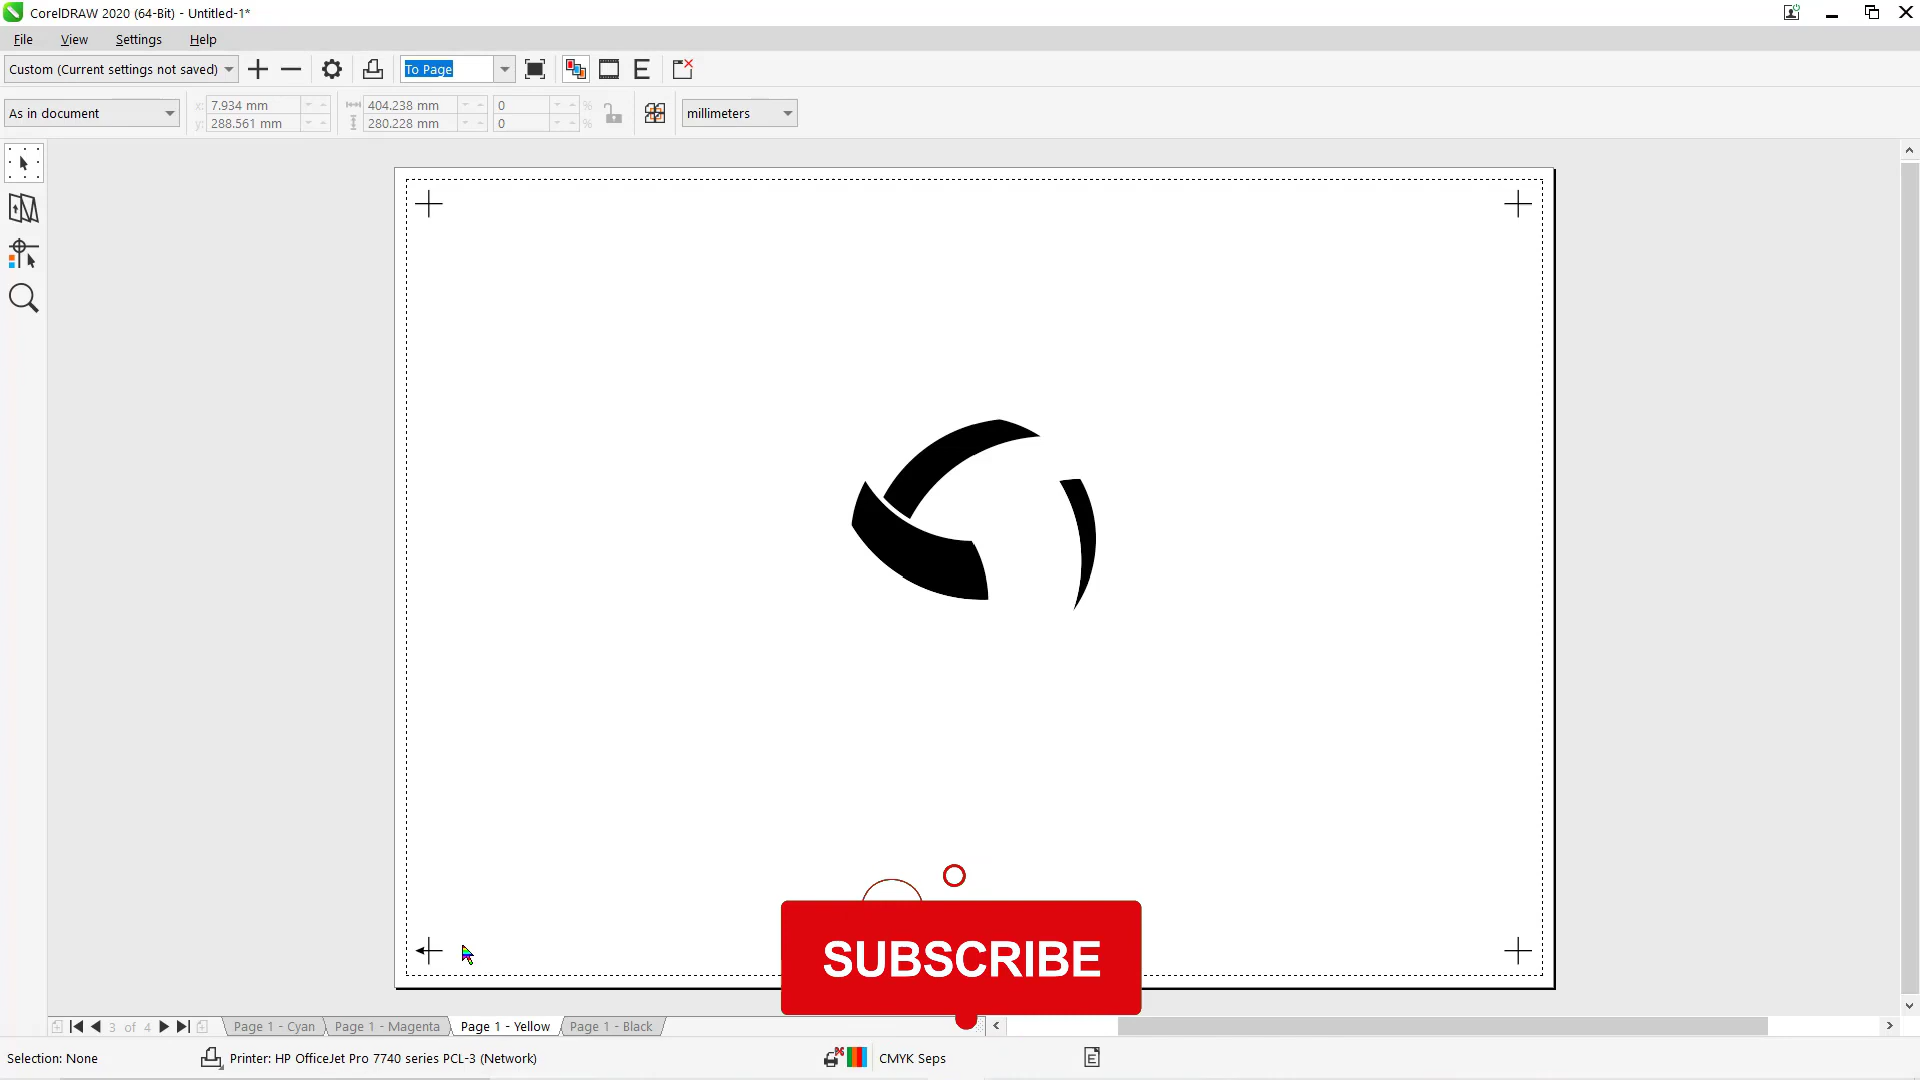 CorelDRAW 2020 (64-Bit) - Untitled-1*
File View Settings Help
Custom (Current settings not saved) To Page E
As in document x: 7.934 mm 404.238 mm 0 % millimeters
y: 288.561 mm 280.228 mm 0 %
SUBSCRIBE
3 of 4 Page 1 - Cyan Page 1 - Magenta Page 1 - Yellow Page 1 - Black
Selection: None Printer: HP OfficeJet Pro 7740 series PCL-3 (Network) CMYK Seps